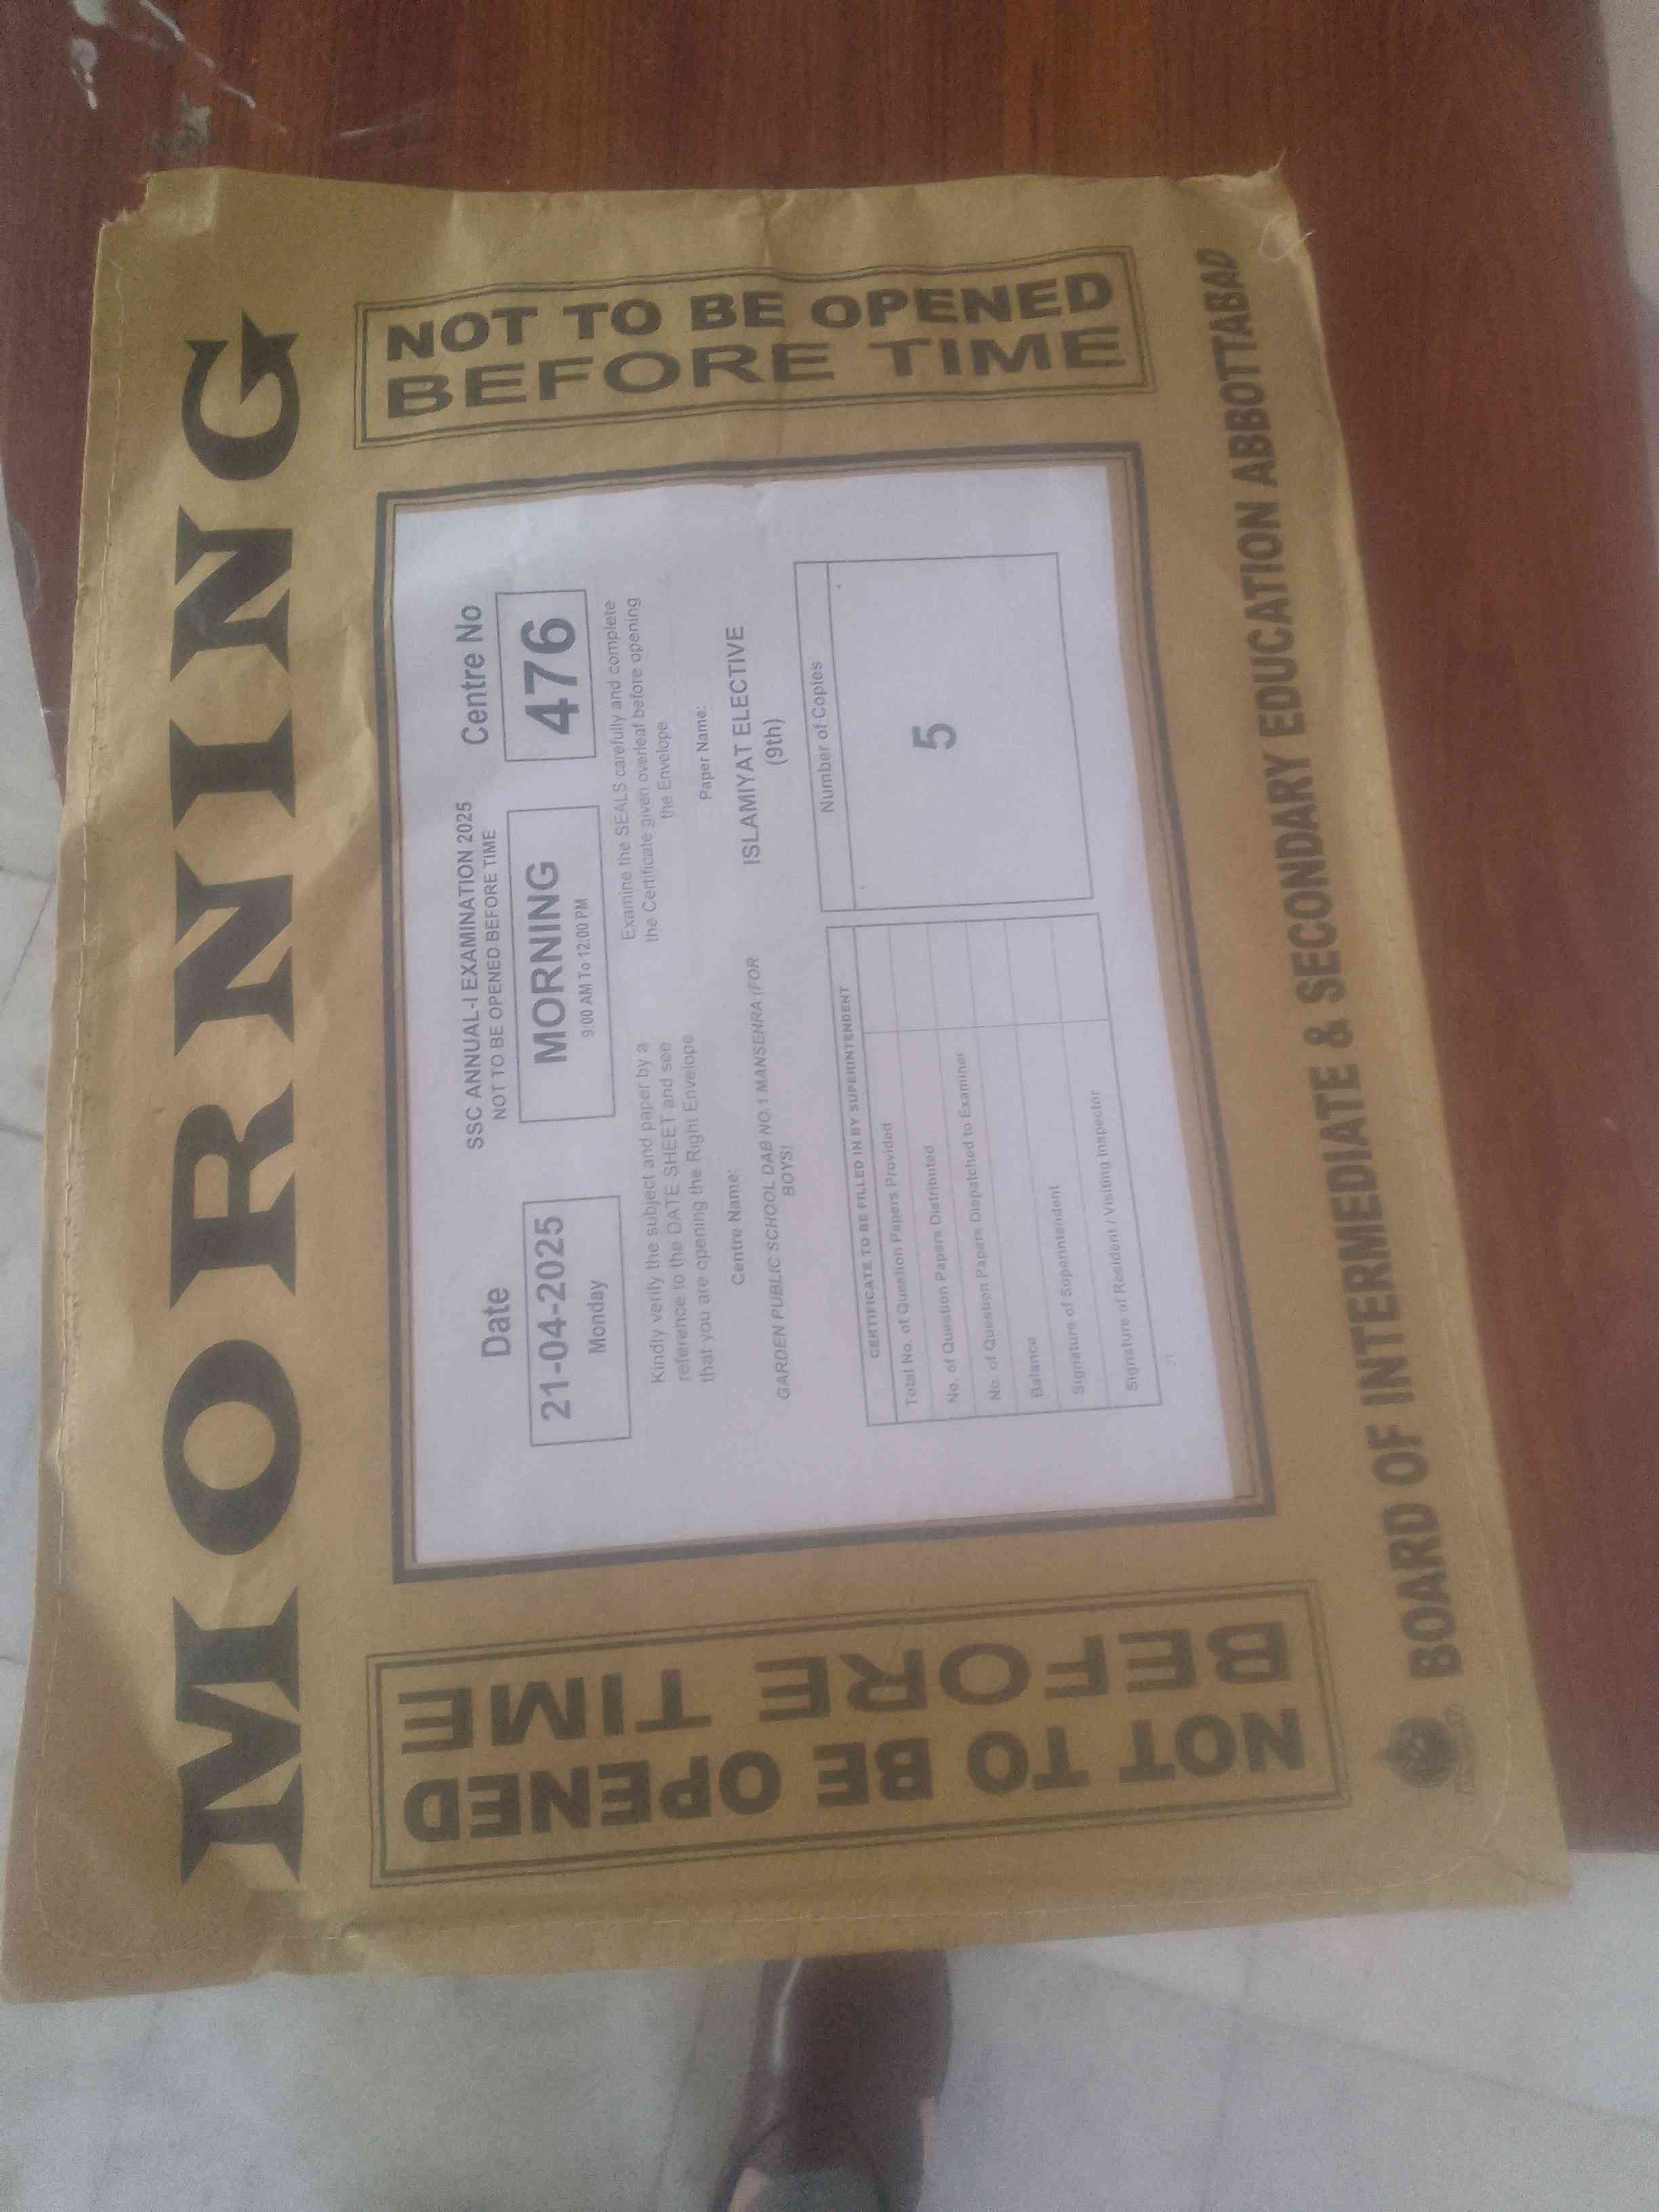 MORNING
NOT TO BE OPENED
BEFORE TIME
SSC ANNUAL-I EXAMINATION 2025
NOT TO BE OPENED BEFORE TIME
Date
21-04-2025
Monday
MORNING
9:00 AM To 12:00 PM
Centre No
476
Kindly verify the subject and paper by a
reference to the DATE SHEET and see
that you are opening the Right Envelope
Examine the SEALS carefully and complete
the Certificate given overleaf before opening
the Envelope
Centre Name:
GARDEN PUBLIC SCHOOL DAB NO.1 MANSEHRA (FOR
BOYS)
Paper Name:
ISLAMIYAT ELECTIVE
(9th)
CERTIFICATE TO BE FILLED IN BY SUPERINTENDENT
Total No. of Question Papers Provided
No. of Question Papers Distributed
No. of Question Papers Dispatched to Examiner
Balance
Signature of Superintendent
Signature of Resident / Visiting Inspector
Number of Copies
5
NOT TO BE OPENED
BEFORE TIME
BOARD OF INTERMEDIATE & SECONDARY EDUCATION ABBOTTABAD